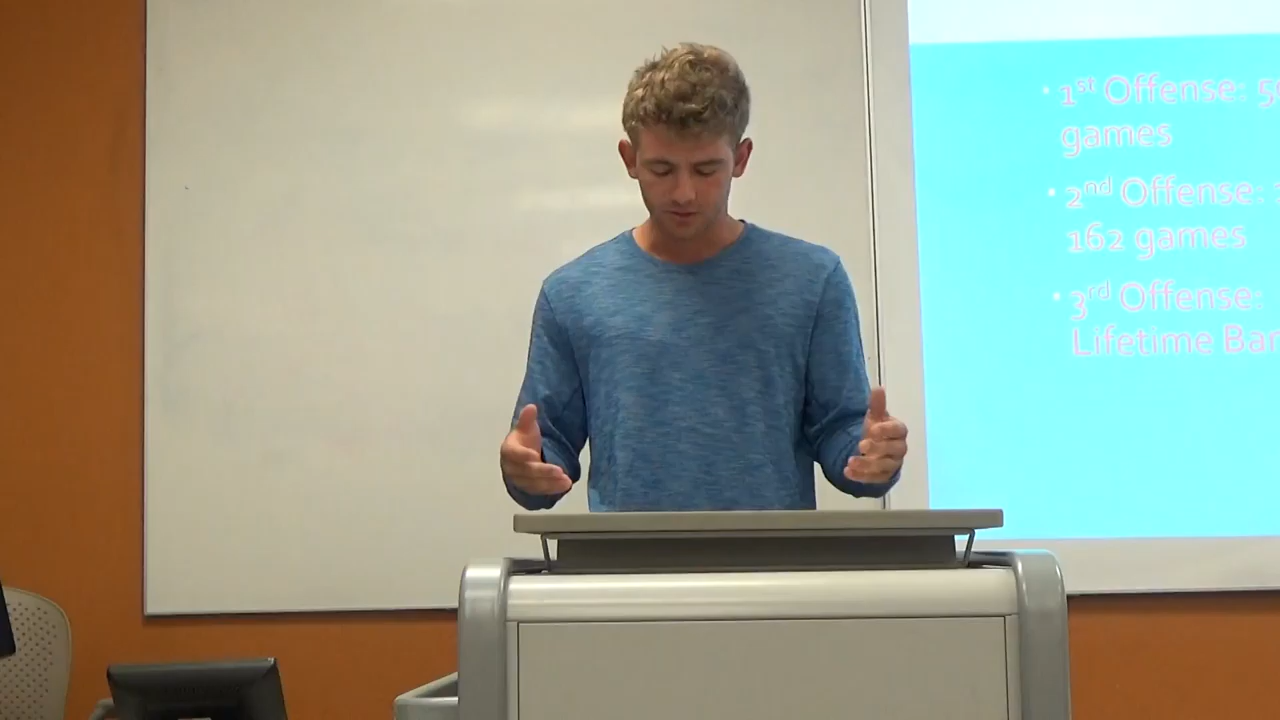 • 1st Offense:
games
• 2nd Offense:
162 games
• 3rd Offense:
Lifetime Ban